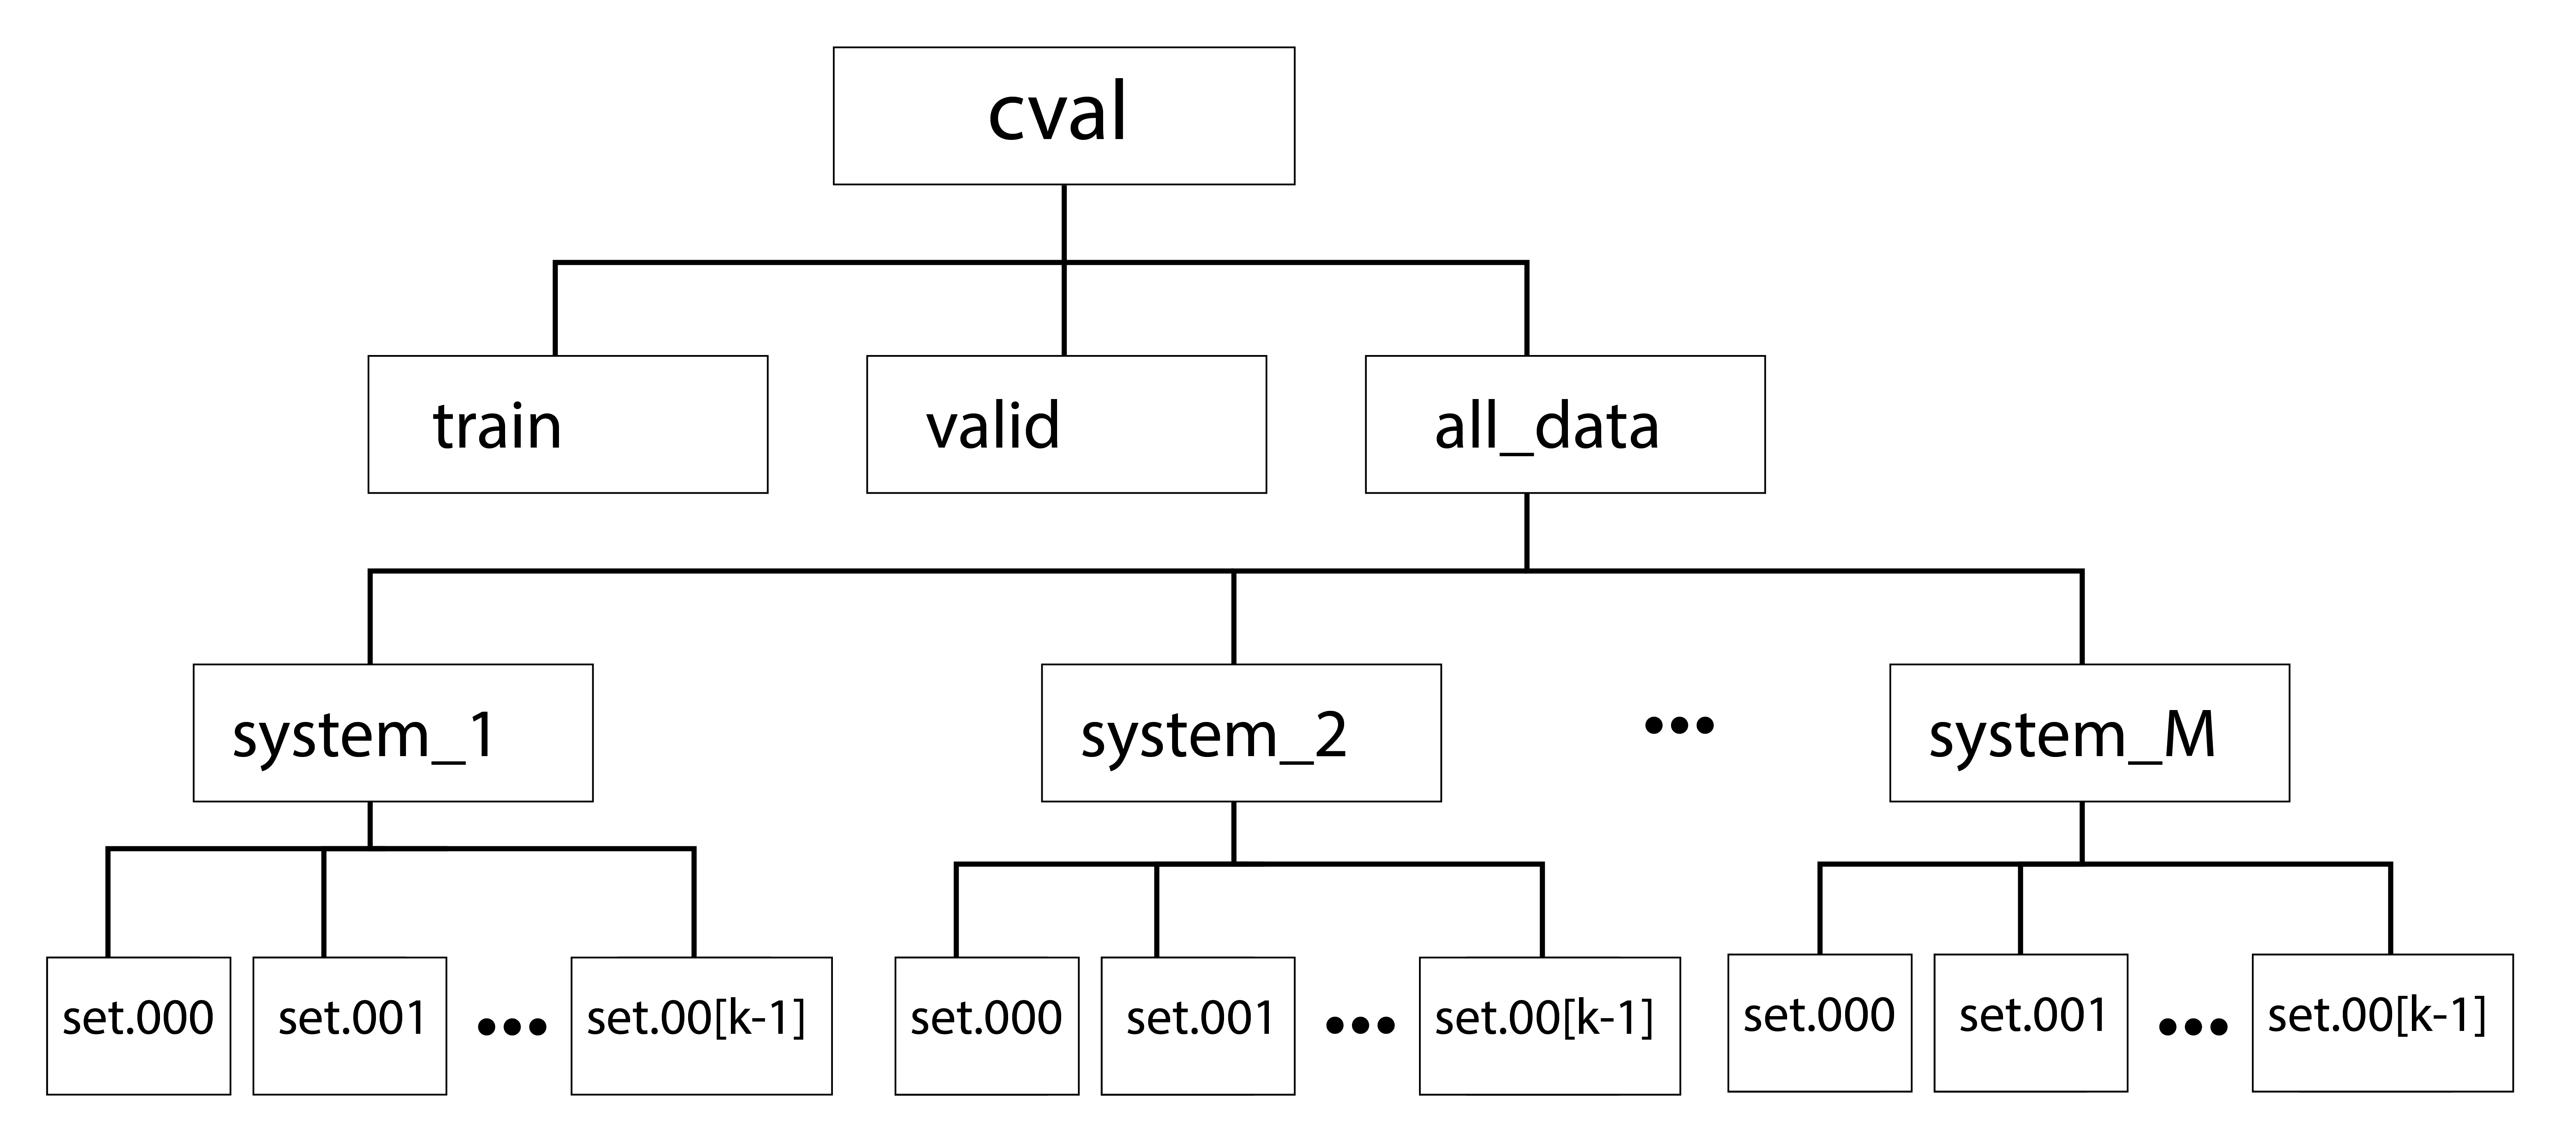 cval
train
valid
all_data
system_1
system_2
•••
system_M
set.000
set.001
•••
set.00[k-1]
set.000
set.001
•••
set.00[k-1]
set.000
set.001
•••
set.00[k-1]